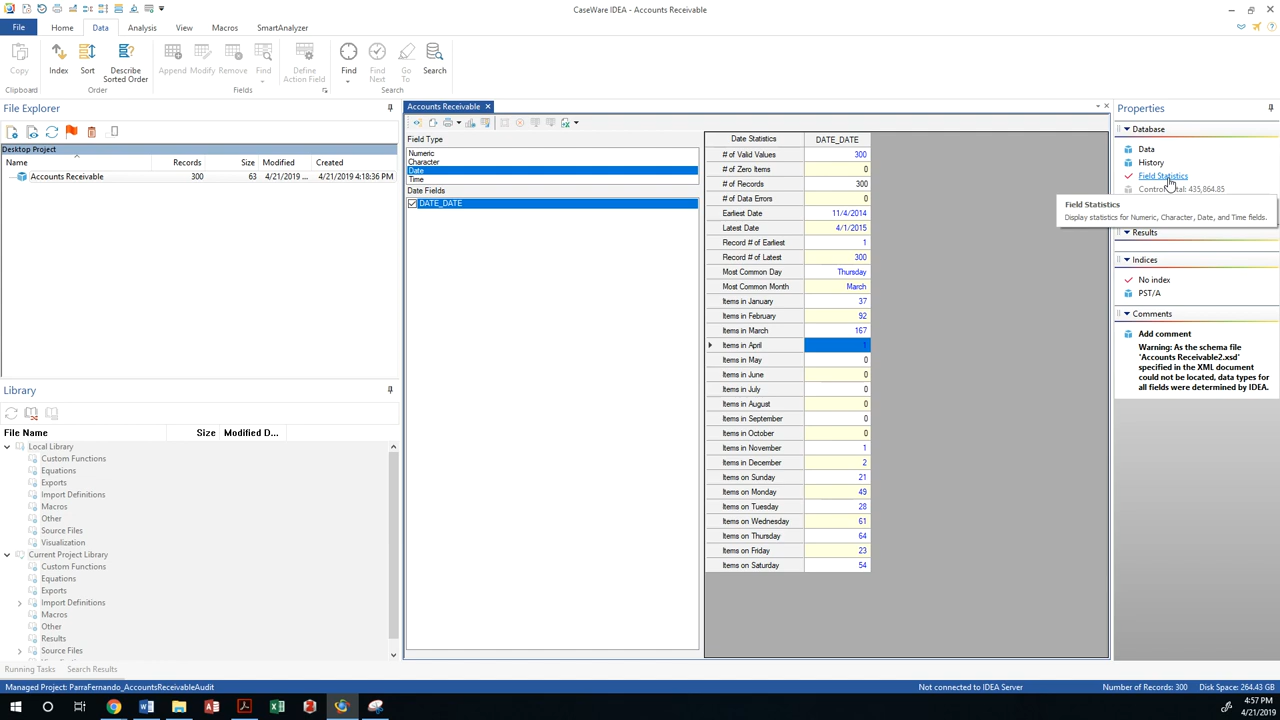 CaseWare IDEA - Accounts Receivable
File Home Data Analysis View Macros SmartAnalyzer
Copy Index Sort Describe Sorted Order Append Modify Remove Find Define Action Field Find Find Next Go To Search
Clipboard Order Fields Search
File Explorer
Desktop Project
Name Records Size Modified Created
Accounts Receivable 300 63 4/21/2019 ... 4/21/2019 4:18:36 PM
Library
File Name Size Modified D...
Local Library
Custom Functions
Equations
Exports
Import Definitions
Macros
Other
Source Files
Visualization
Current Project Library
Custom Functions
Equations
Exports
Import Definitions
Macros
Other
Results
Source Files
Running Tasks Search Results
Accounts Receivable
Field Type
Numeric
Character
Date
Time
Date Fields
DATE_DATE
Date Statistics DATE_DATE
# of Valid Values 300
# of Zero Items 0
# of Records 300
# of Data Errors 0
Earliest Date 11/4/2014
Latest Date 4/1/2015
Record # of Earliest 1
Record # of Latest 300
Most Common Day Thursday
Most Common Month March
Items in January 37
Items in February 92
Items in March 167
Items in April 1
Items in May 0
Items in June 0
Items in July 0
Items in August 0
Items in September 0
Items in October 0
Items in November 1
Items in December 2
Items on Sunday 21
Items on Monday 49
Items on Tuesday 28
Items on Wednesday 61
Items on Thursday 64
Items on Friday 23
Items on Saturday 54
Properties
Database
Data
History
Field Statistics
435,864.85
Field Statistics
Display statistics for Numeric, Character, Date, and Time fields.
Results
Indices
No index
PST/A
Comments
Add comment
Warning: As the schema file
'Accounts Receivable2.xsd'
specified in the XML document
could not be located, data types for
all fields were determined by IDEA.
Managed Project: ParraFernando_AccountsReceivableAudit Not connected to IDEA Server Number of Records: 300 Disk Space: 264.43 GB
4:57 PM
4/21/2019